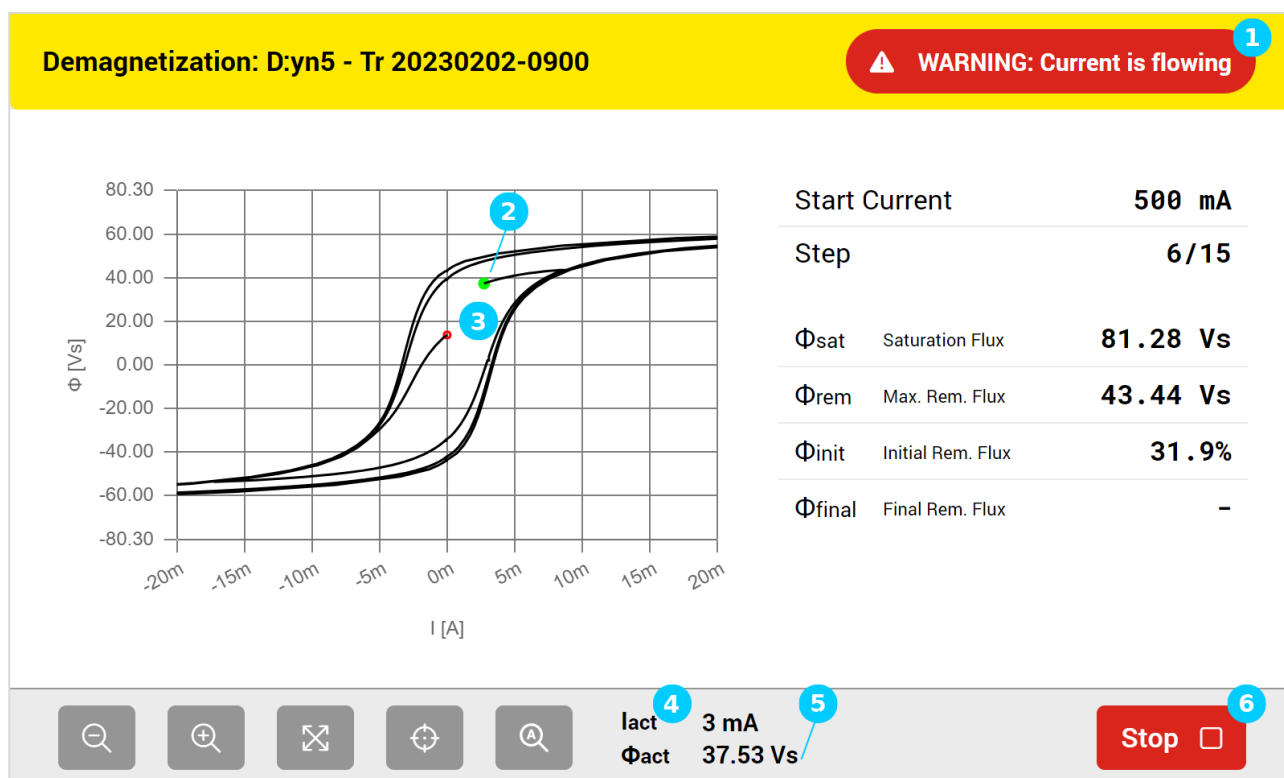 Demagnetization: D:yn5 - Tr 20230202-0900
WARNING: Current is flowing
1
80.30
60.00
40.00
20.00
0.00
-20.00
-40.00
-60.00
-80.30
Φ [Vs]
-20m
-15m
-10m
-5m
0m
5m
10m
15m
20m
I [A]
2
3
Start Current 500 mA
Step 6/15
Φsat Saturation Flux 81.28 Vs
Φrem Max. Rem. Flux 43.44 Vs
Φinit Initial Rem. Flux 31.9%
Φfinal Final Rem. Flux -
A
4
5
Iact 3 mA
Φact 37.53 Vs
6
Stop